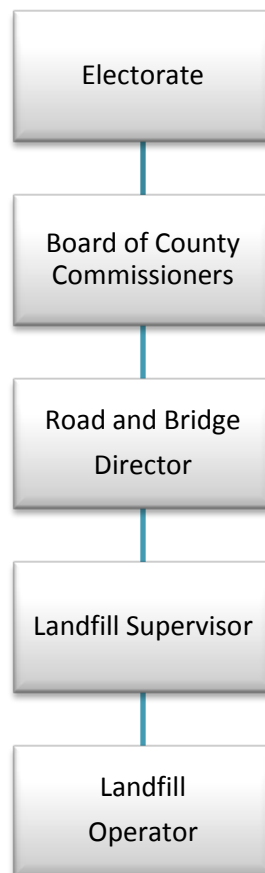 Electorate
Board of County
Commissioners
Road and Bridge
Director
Landfill Supervisor
Landfill
Operator